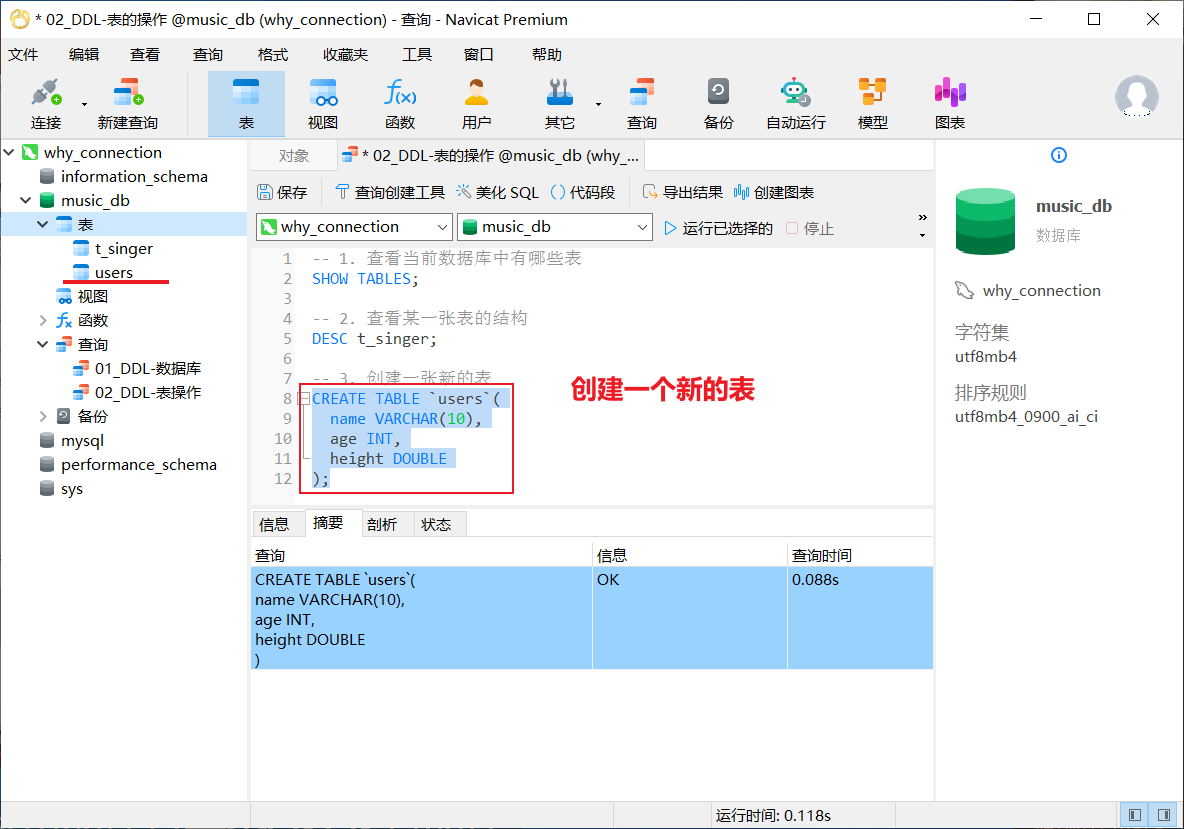 * 02_DDL-表的操作 @music_db (why_connection) - 查询 - Navicat Premium
文件 编辑 查看 查询 格式 收藏夹 工具 窗口 帮助
连接 新建查询 表 视图 函数 用户 其它 查询 备份 自动运行 模型 图表
why_connection
information_schema
music_db
表
t_singer
users
视图
函数
查询
01_DDL-数据库
02_DDL-表操作
备份
mysql
performance_schema
sys
对象 * 02_DDL-表的操作 @music_db (why_...
保存 查询创建工具 美化 SQL () 代码段 导出结果 创建图表
why_connection music_db 运行已选择的 停止 »
1 -- 1. 查看当前数据库中有哪些表
2 SHOW TABLES;
3
4 -- 2. 查看某一张表的结构
5 DESC t_singer;
6
7 -- 3. 创建一张新的表
8 CREATE TABLE `users`(
9 name VARCHAR(10),
10 age INT,
11 height DOUBLE
12 );
创建一个新的表
信息 摘要 剖析 状态
查询 信息 查询时间
CREATE TABLE `users`( OK 0.088s
name VARCHAR(10),
age INT,
height DOUBLE
)
music_db
数据库
why_connection
字符集
utf8mb4
排序规则
utf8mb4_0900_ai_ci
运行时间: 0.118s